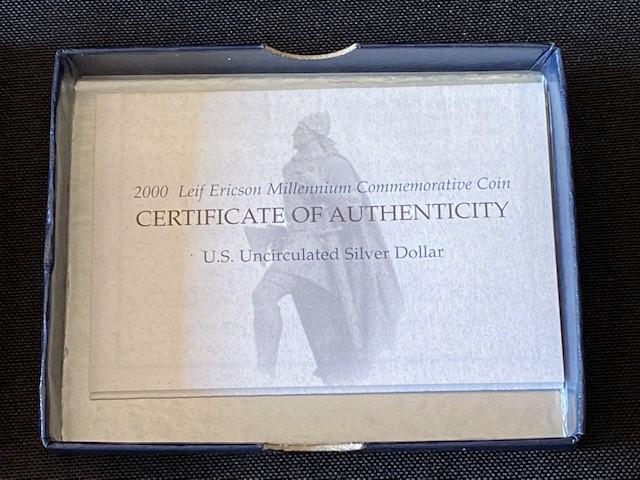 2000 Leif Ericson Millennium Commemorative Coin
CERTIFICATE OF AUTHENTICITY
U.S. Uncirculated Silver Dollar